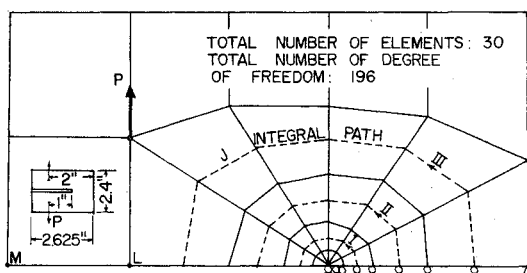 TOTAL NUMBER OF ELEMENTS: 30
TOTAL NUMBER OF DEGREE
OF FREEDOM: 196
P
J INTEGRAL PATH
III
II
I
2"
1"
2.4"
P
2.625"
M
L